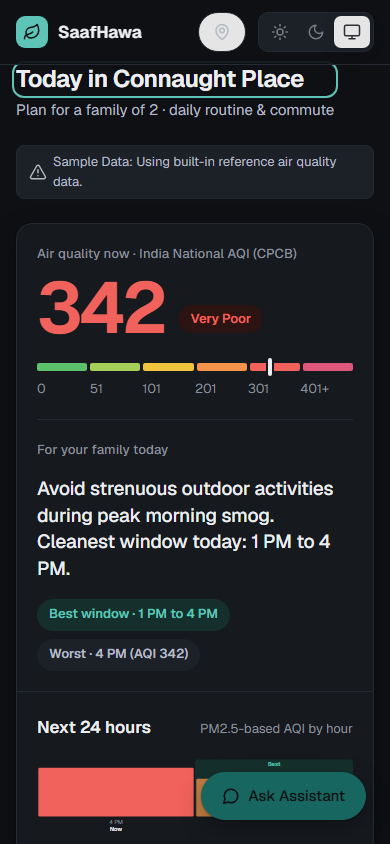 SaafHawa
Today in Connaught Place
Plan for a family of 2 · daily routine & commute
Sample Data: Using built-in reference air quality
data.
Air quality now · India National AQI (CPCB)
342
Very Poor
0 51 101 201 301 401+
For your family today
Avoid strenuous outdoor activities
during peak morning smog.
Cleanest window today: 1 PM to 4
PM.
Best window · 1 PM to 4 PM
Worst · 4 PM (AQI 342)
Next 24 hours
PM2.5-based AQI by hour
Best
Ask Assistant
4 PM
Now